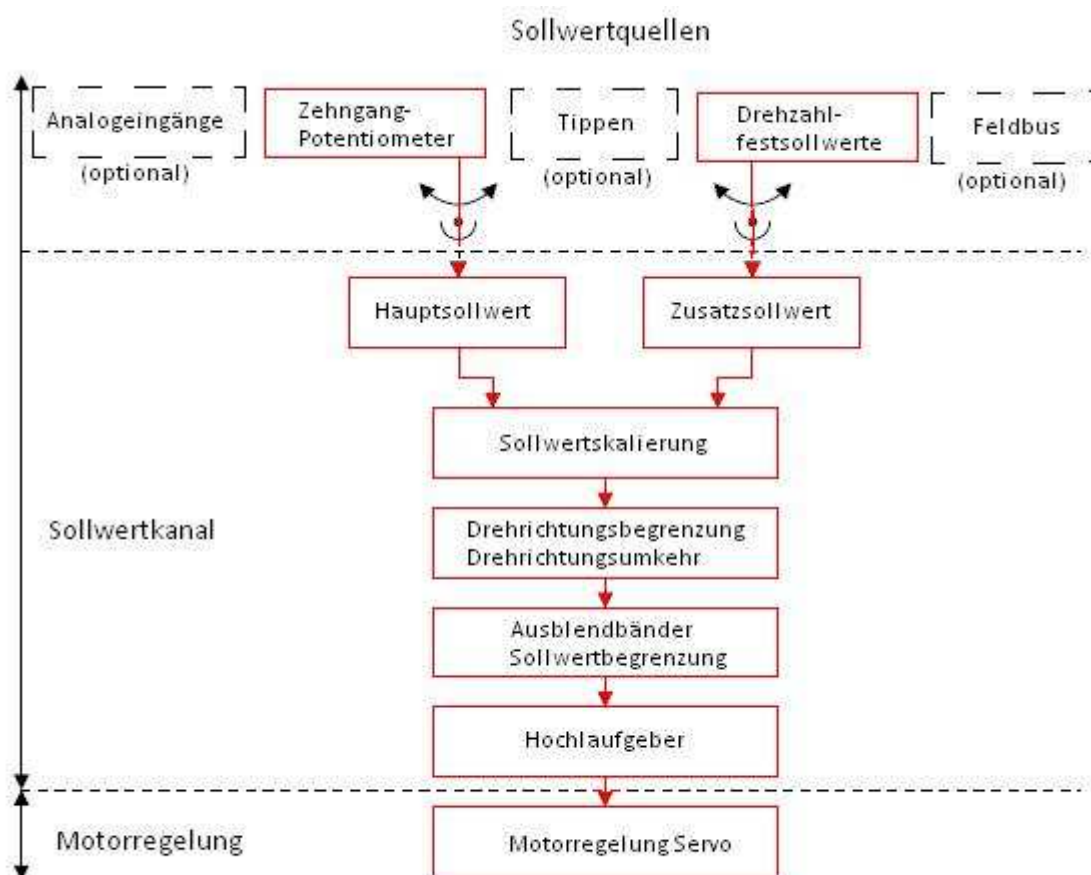 Sollwertquellen
Analogeingänge
(optional)
Zehngang-
Potentiometer
Tippen
(optional)
Drehzahl-
festsollwerte
Feldbus
(optional)
Hauptsollwert
Zusatzsollwert
Sollwertskalierung
Sollwertkanal
Drehrichtungsbegrenzung
Drehrichtungsumkehr
Ausblendbänder
Sollwertbegrenzung
Hochlaufgeber
Motorregelung
Motorregelung Servo